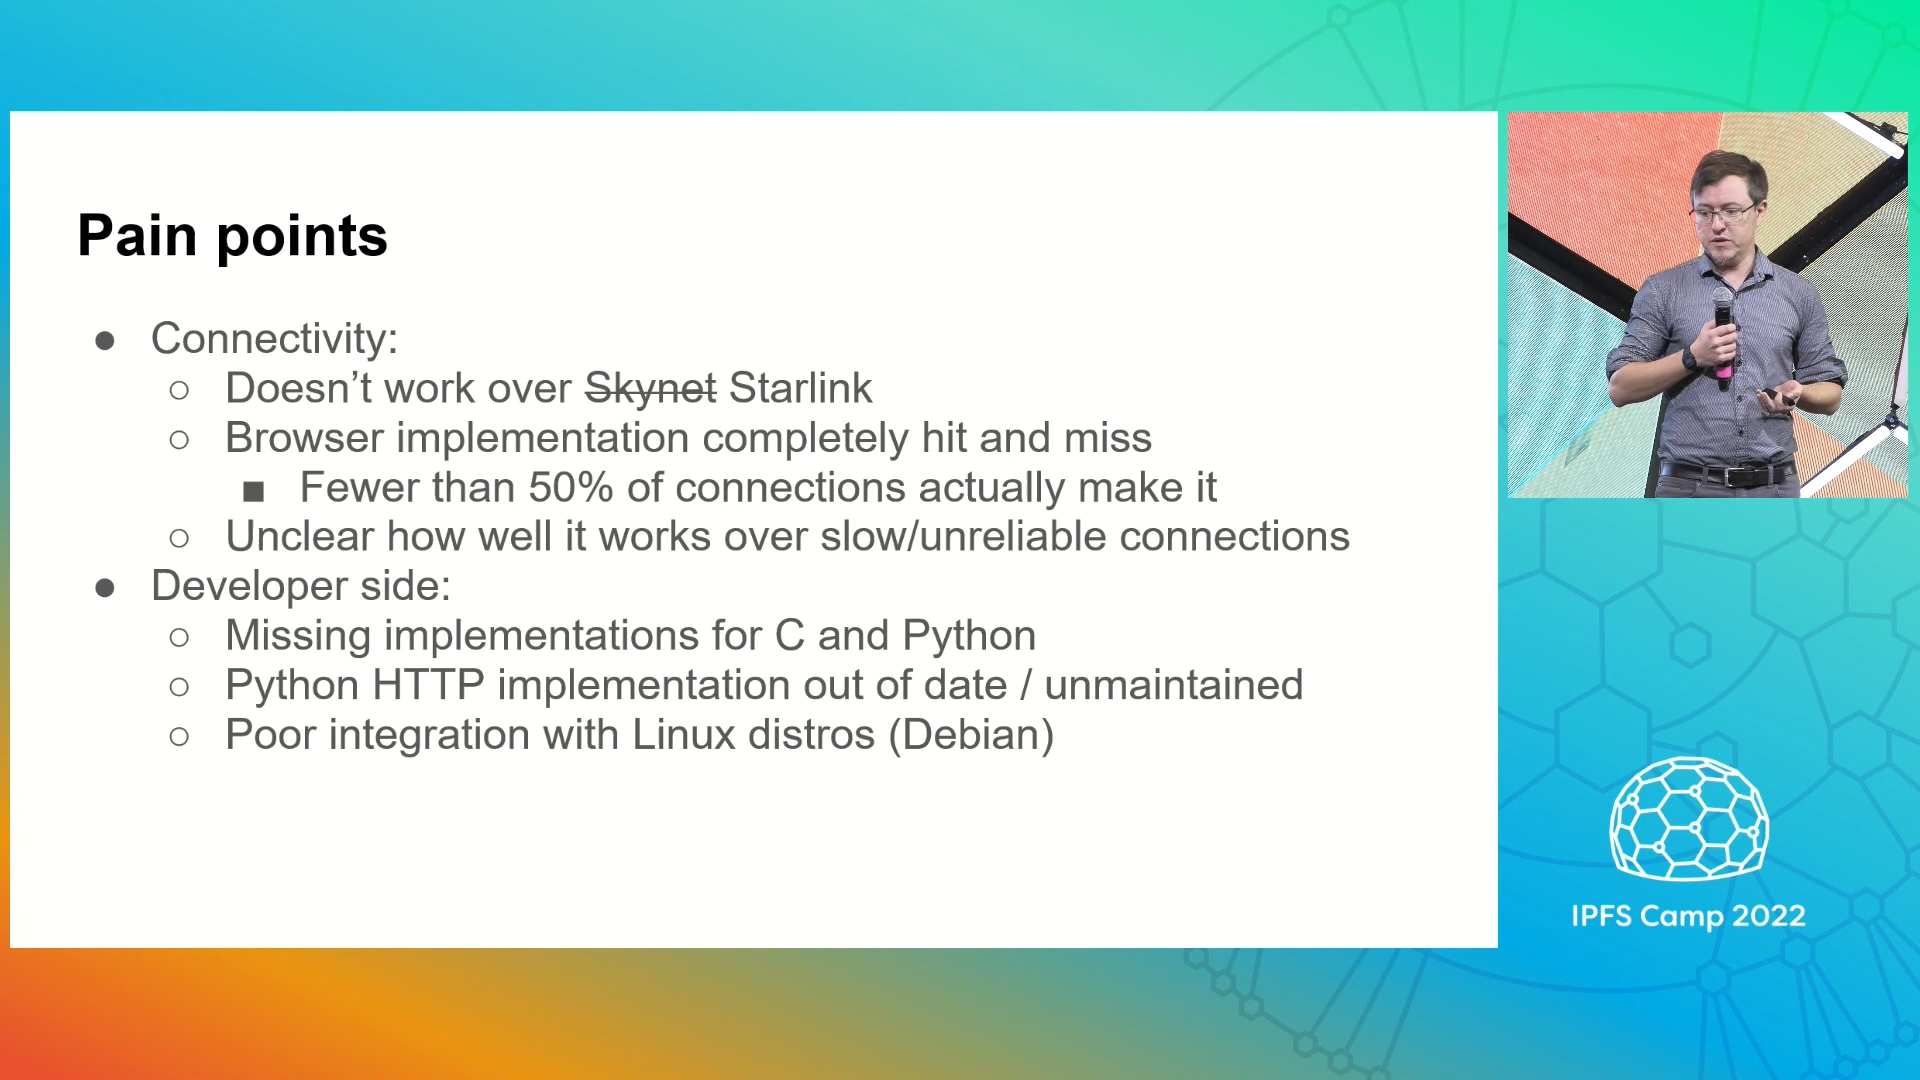 Pain points
● Connectivity:
○ Doesn’t work over Skynet Starlink
○ Browser implementation completely hit and miss
■ Fewer than 50% of connections actually make it
○ Unclear how well it works over slow/unreliable connections
● Developer side:
○ Missing implementations for C and Python
○ Python HTTP implementation out of date / unmaintained
○ Poor integration with Linux distros (Debian)
IPFS Camp 2022